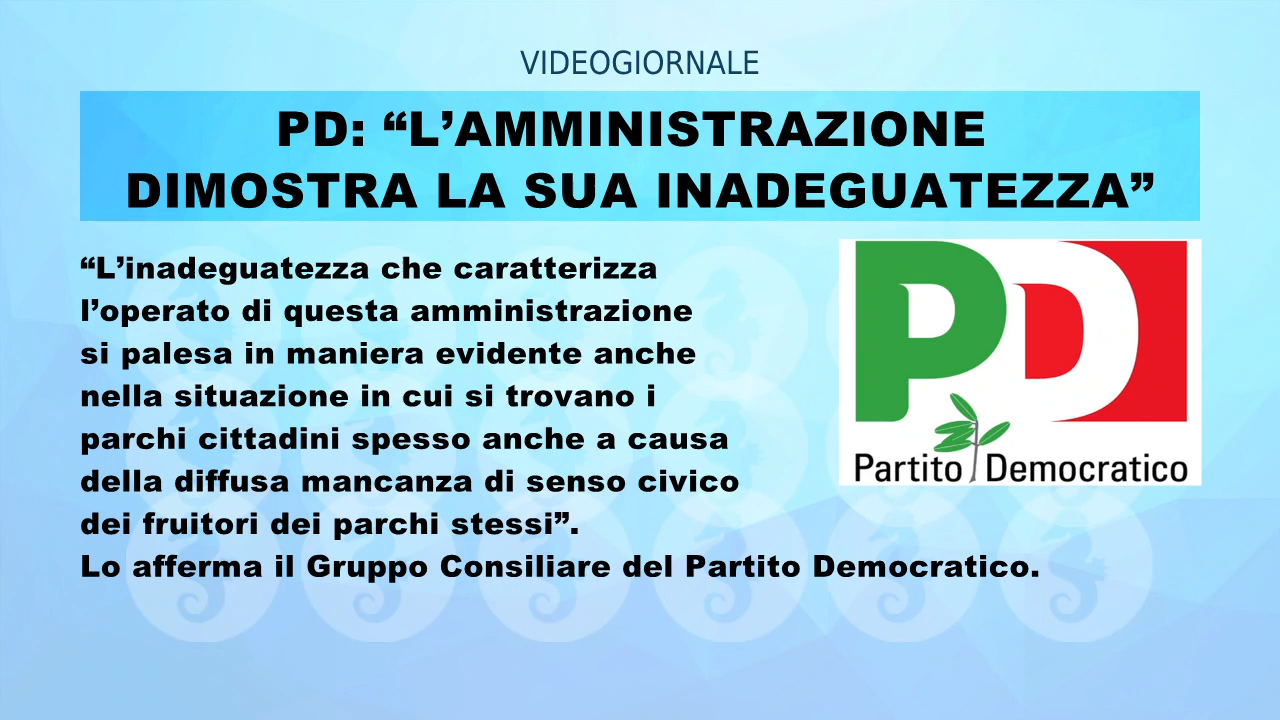 VIDEOGIORNALE
PD: “L’AMMINISTRAZIONE
DIMOSTRA LA SUA INADEGUATEZZA”
“L’inadeguatezza che caratterizza
l’operato di questa amministrazione
si palesa in maniera evidente anche
nella situazione in cui si trovano i
parchi cittadini spesso anche a causa
della diffusa mancanza di senso civico
dei fruitori dei parchi stessi”.
Lo afferma il Gruppo Consiliare del Partito Democratico.
PD
Partito Democratico